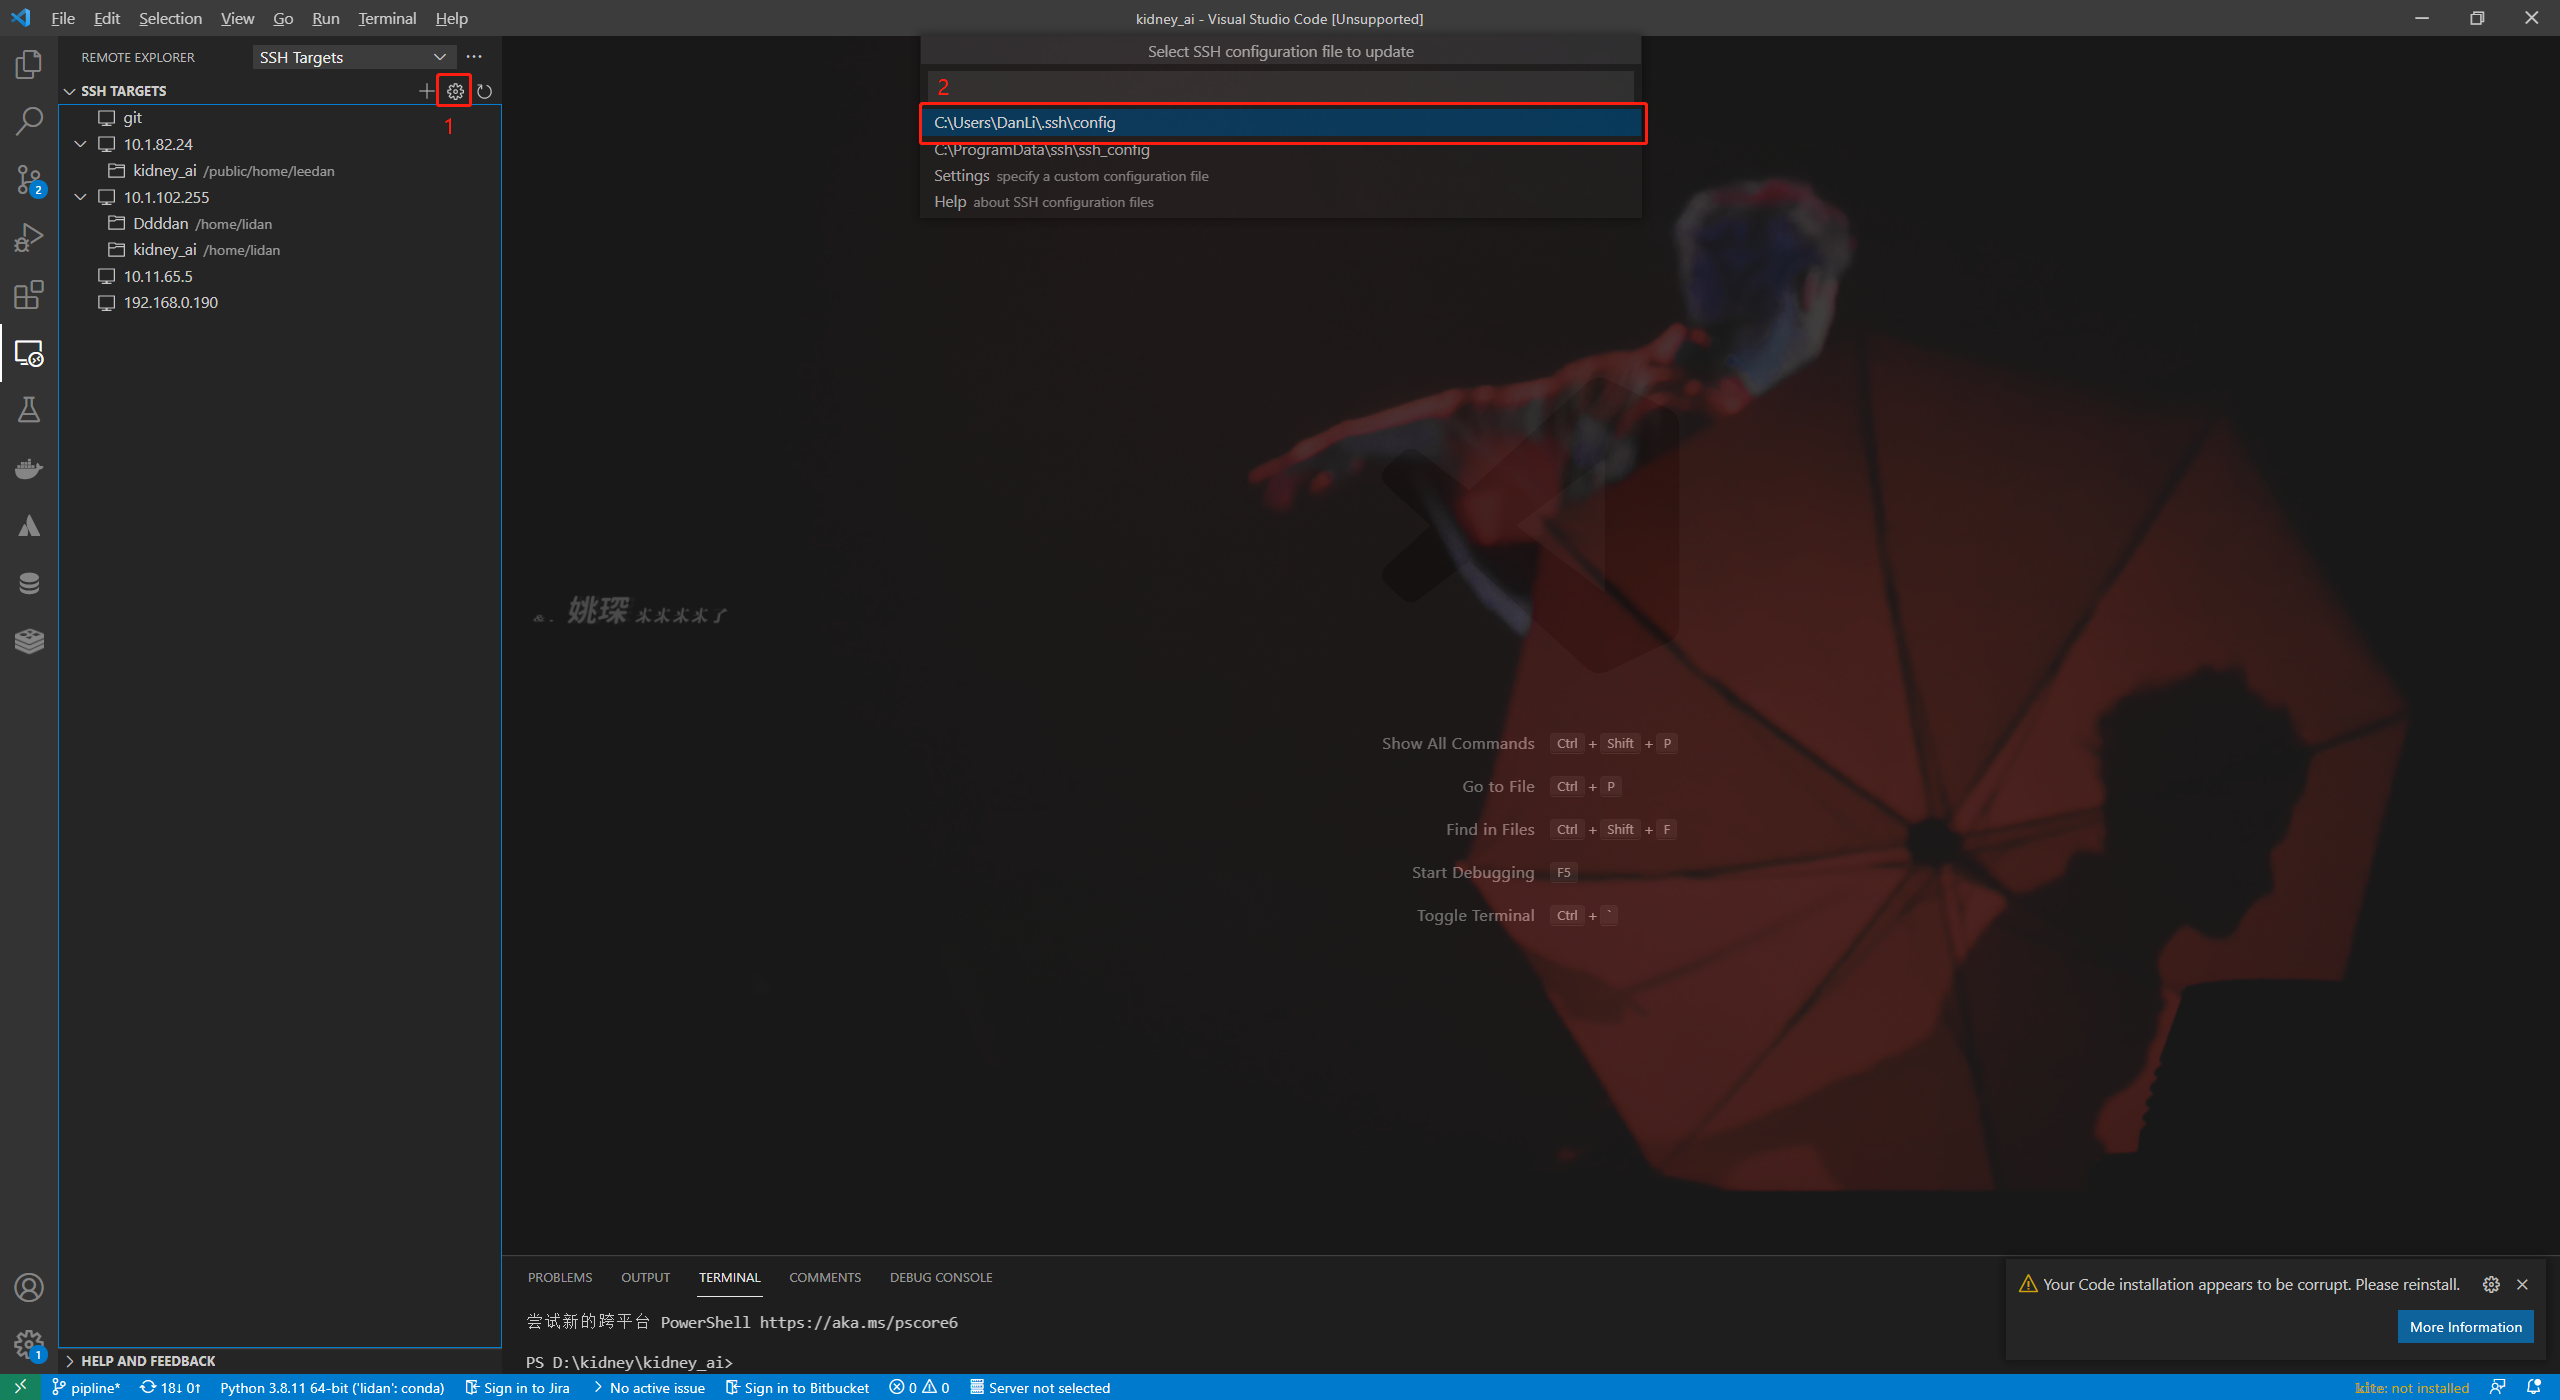 File Edit Selection View Go Run Terminal Help
kidney_ai - Visual Studio Code [Unsupported]
REMOTE EXPLORER
SSH Targets
SSH TARGETS
1
git
10.1.82.24
kidney_ai /public/home/leedan
10.1.102.255
Ddddan /home/lidan
kidney_ai /home/lidan
10.11.65.5
192.168.0.190
2
Select SSH configuration file to update
2
C:\Users\DanLi\.ssh\config
C:\ProgramData\ssh\ssh_config
Settings specify a custom configuration file
Help about SSH configuration files
姚琛
Show All Commands Ctrl + Shift + P
Go to File Ctrl + P
Find in Files Ctrl + Shift + F
Start Debugging F5
Toggle Terminal Ctrl + `
PROBLEMS OUTPUT TERMINAL COMMENTS DEBUG CONSOLE
尝试新的跨平台 PowerShell https://aka.ms/pscore6
PS D:\kidney\kidney_ai>
Your Code installation appears to be corrupt. Please reinstall.
More Information
1
HELP AND FEEDBACK
pipline* 18↓ 0↑ Python 3.8.11 64-bit ('lidan': conda) Sign in to Jira No active issue Sign in to Bitbucket 0 0 Server not selected
kite: not installed